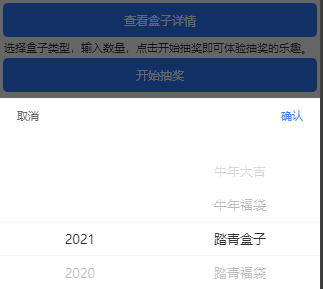 查看盒子详情
选择盒子类型，输入数量，点击开始抽奖即可体验抽奖的乐趣。
开始抽奖
取消 确认
牛年大吉
牛年福袋
2021 踏青盒子
2020 踏青福袋